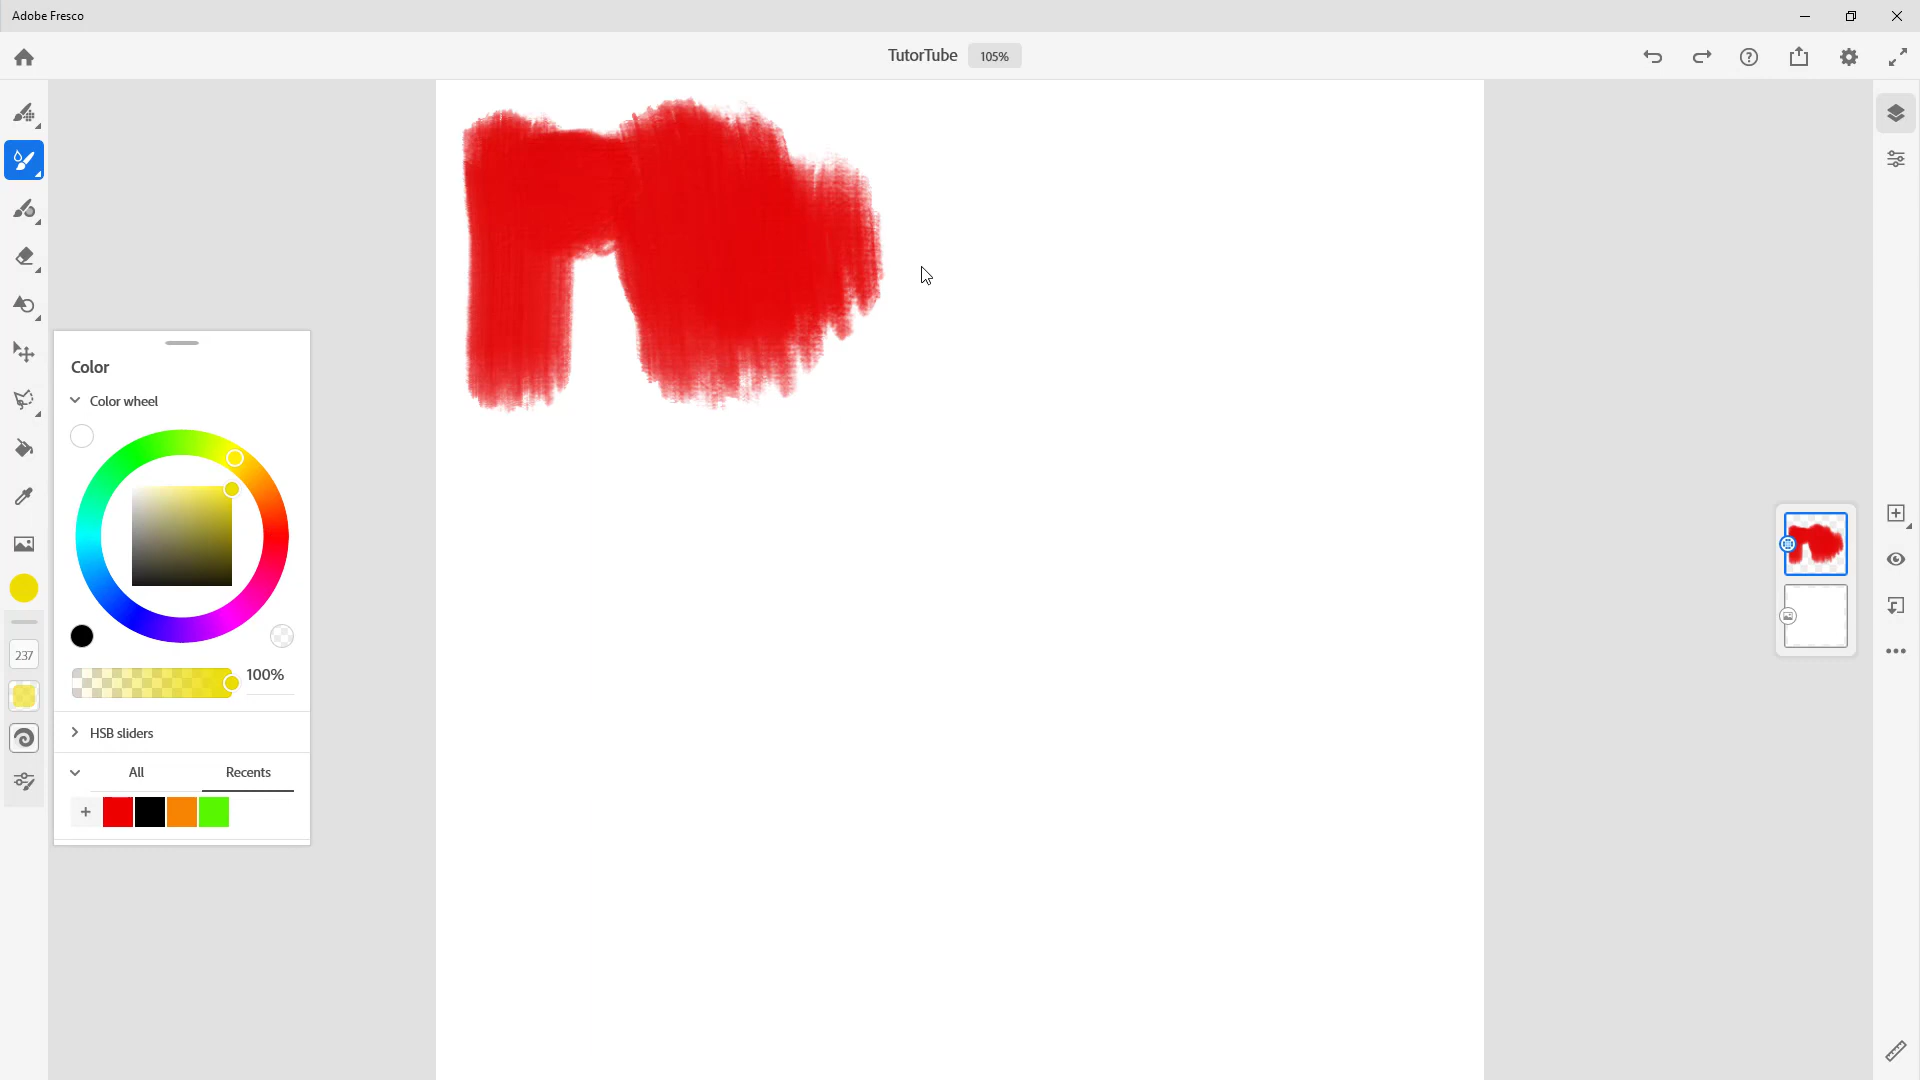 Adobe Fresco
TutorTube
105%
Color
Color wheel
237
100%
HSB sliders
All
Recents